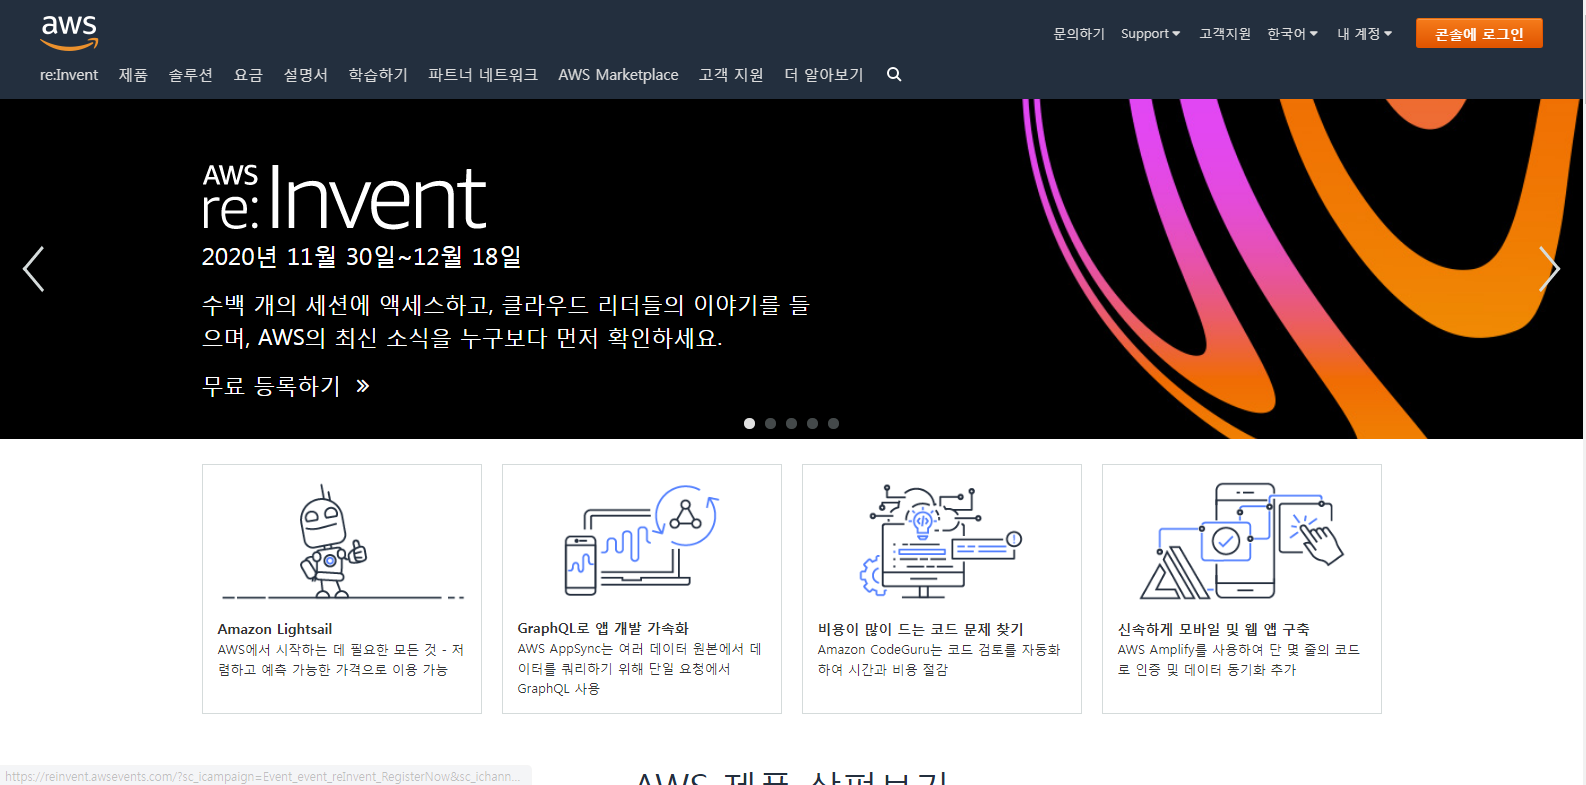 aws
문의하기 Support 고객지원 한국어 내 계정 콘솔에 로그인
re:Invent 제품 솔루션 요금 설명서 학습하기 파트너 네트워크 AWS Marketplace 고객 지원 더 알아보기
AWS
re:Invent
2020년 11월 30일~12월 18일
수백 개의 세션에 액세스하고, 클라우드 리더들의 이야기를 들
으며, AWS의 최신 소식을 누구보다 먼저 확인하세요.
무료 등록하기 »
Amazon Lightsail
AWS에서 시작하는 데 필요한 모든 것 - 저
렴하고 예측 가능한 가격으로 이용 가능
GraphQL로 앱 개발 가속화
AWS AppSync는 여러 데이터 원본에서 데
이터를 쿼리하기 위해 단일 요청에서
GraphQL 사용
비용이 많이 드는 코드 문제 찾기
Amazon CodeGuru는 코드 검토를 자동화
하여 시간과 비용 절감
신속하게 모바일 및 웹 앱 구축
AWS Amplify를 사용하여 단 몇 줄의 코드
로 인증 및 데이터 동기화 추가
AWS 제품 살펴보기
https://reinvent.awsevents.com/?sc_icampaign=Event_event_reInvent_RegisterNow&sc_ichann...